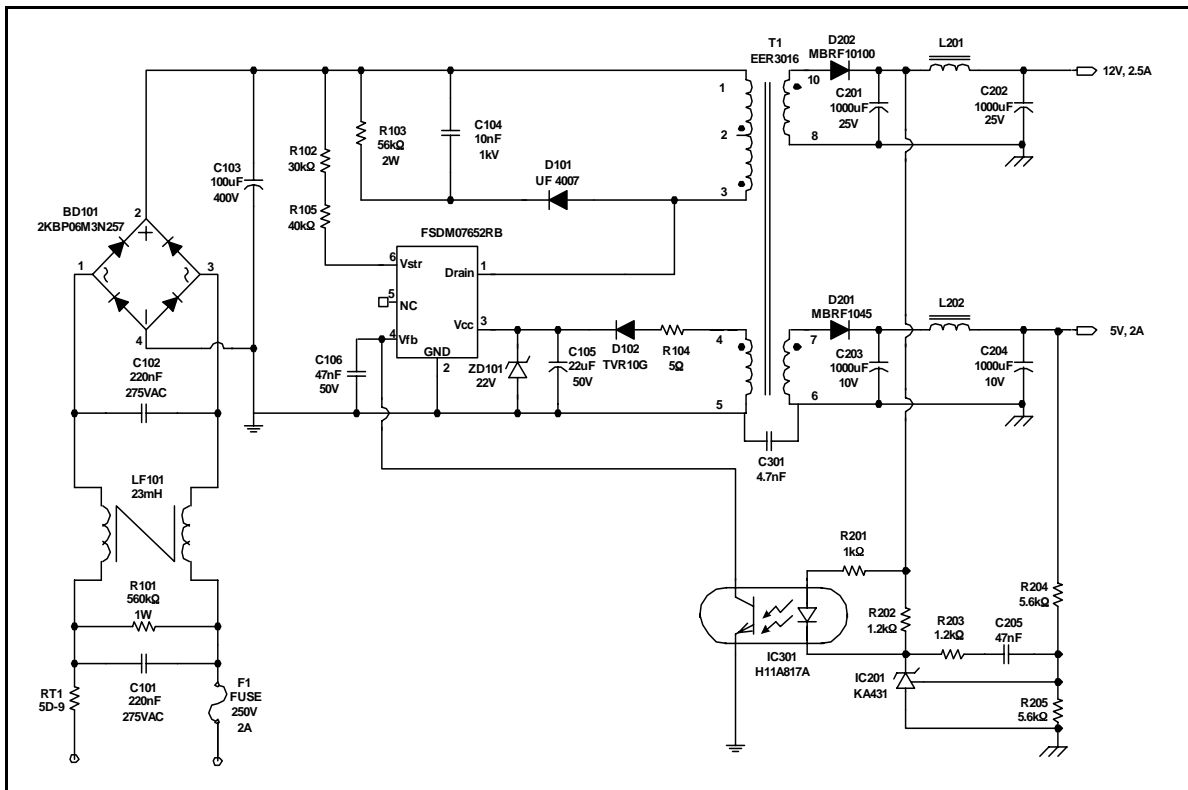 T1
EER3016
D202
MBRF10100
L201
12V, 2.5A
1
2
3
10
8
C201
1000uF
25V
C202
1000uF
25V
C104
10nF
1kV
R103
56kΩ
2W
R102
30kΩ
R105
40kΩ
D101
UF 4007
C103
100uF
400V
BD101
2KBP06M3N257
2
1
3
4
FSDM07652RB
6
Vstr
Drain
1
5
NC
Vcc
3
4
Vfb
GND
2
C106
47nF
50V
ZD101
22V
C105
22uF
50V
D102
TVR10G
R104
5Ω
4
5
D201
MBRF1045
L202
5V, 2A
7
6
C203
1000uF
10V
C204
1000uF
10V
C102
220nF
275VAC
C301
4.7nF
LF101
23mH
R101
560kΩ
1W
C101
220nF
275VAC
RT1
5D-9
F1
FUSE
250V
2A
R201
1kΩ
R202
1.2kΩ
R203
1.2kΩ
C205
47nF
R204
5.6kΩ
IC301
H11A817A
IC201
KA431
R205
5.6kΩ